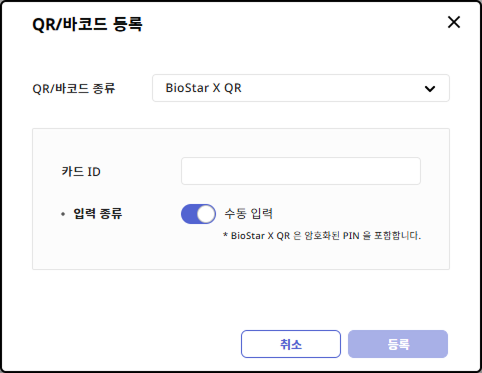 QR/바코드 등록
QR/바코드 종류 BioStar X QR
카드 ID
• 입력 종류 수동 입력
* BioStar X QR 은 암호화된 PIN 을 포함합니다.
취소 등록